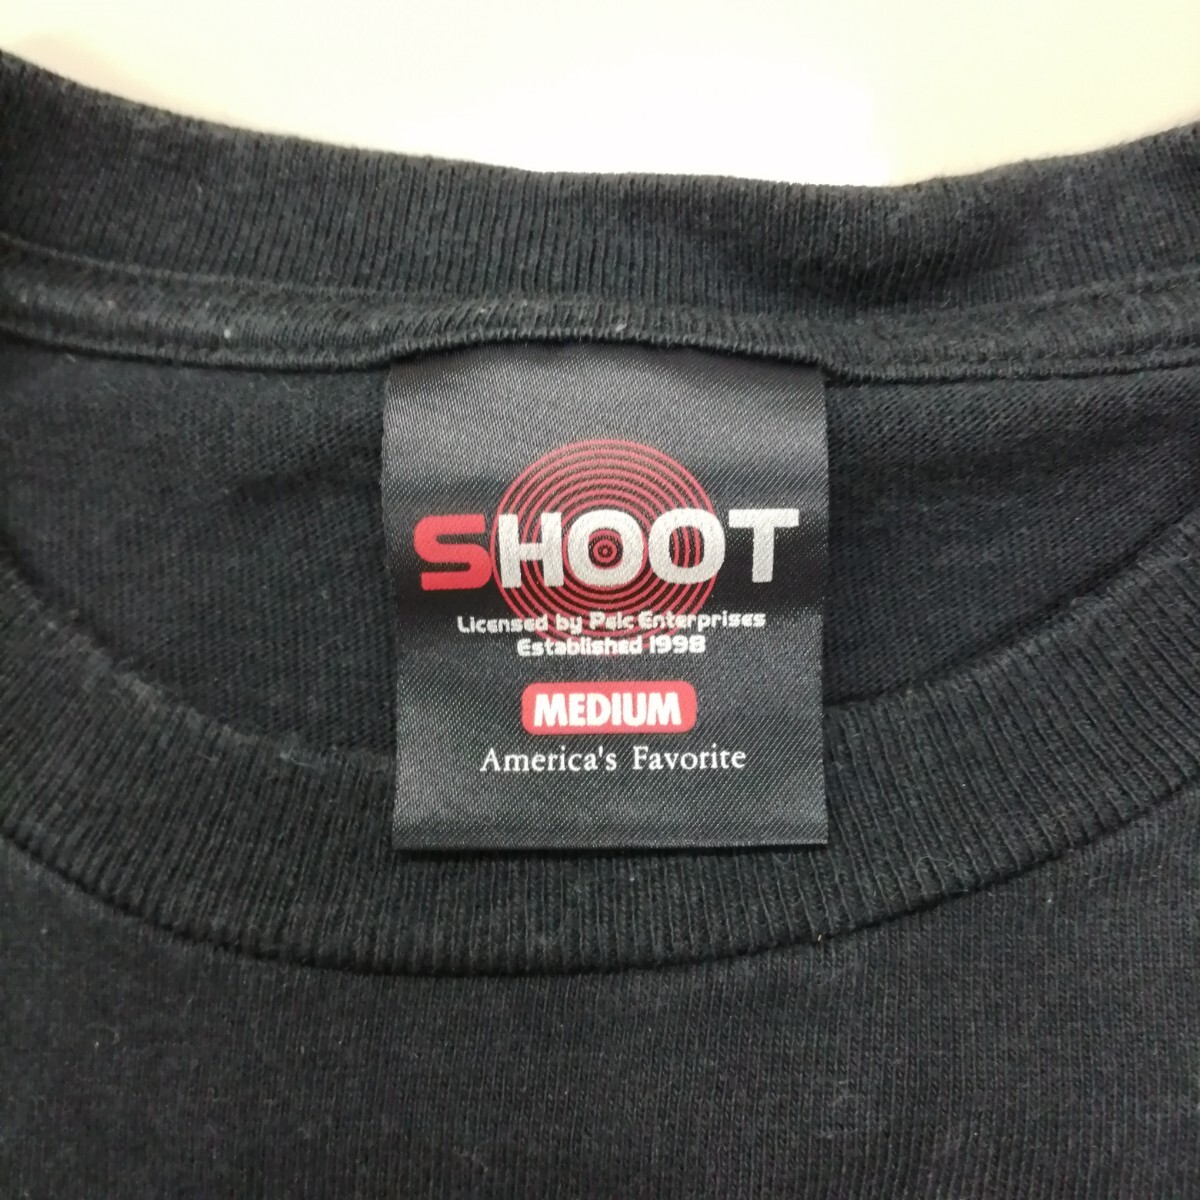 SHOOT
Licensed by Pelc Enterprises
Established 1998
MEDIUM
America's Favorite